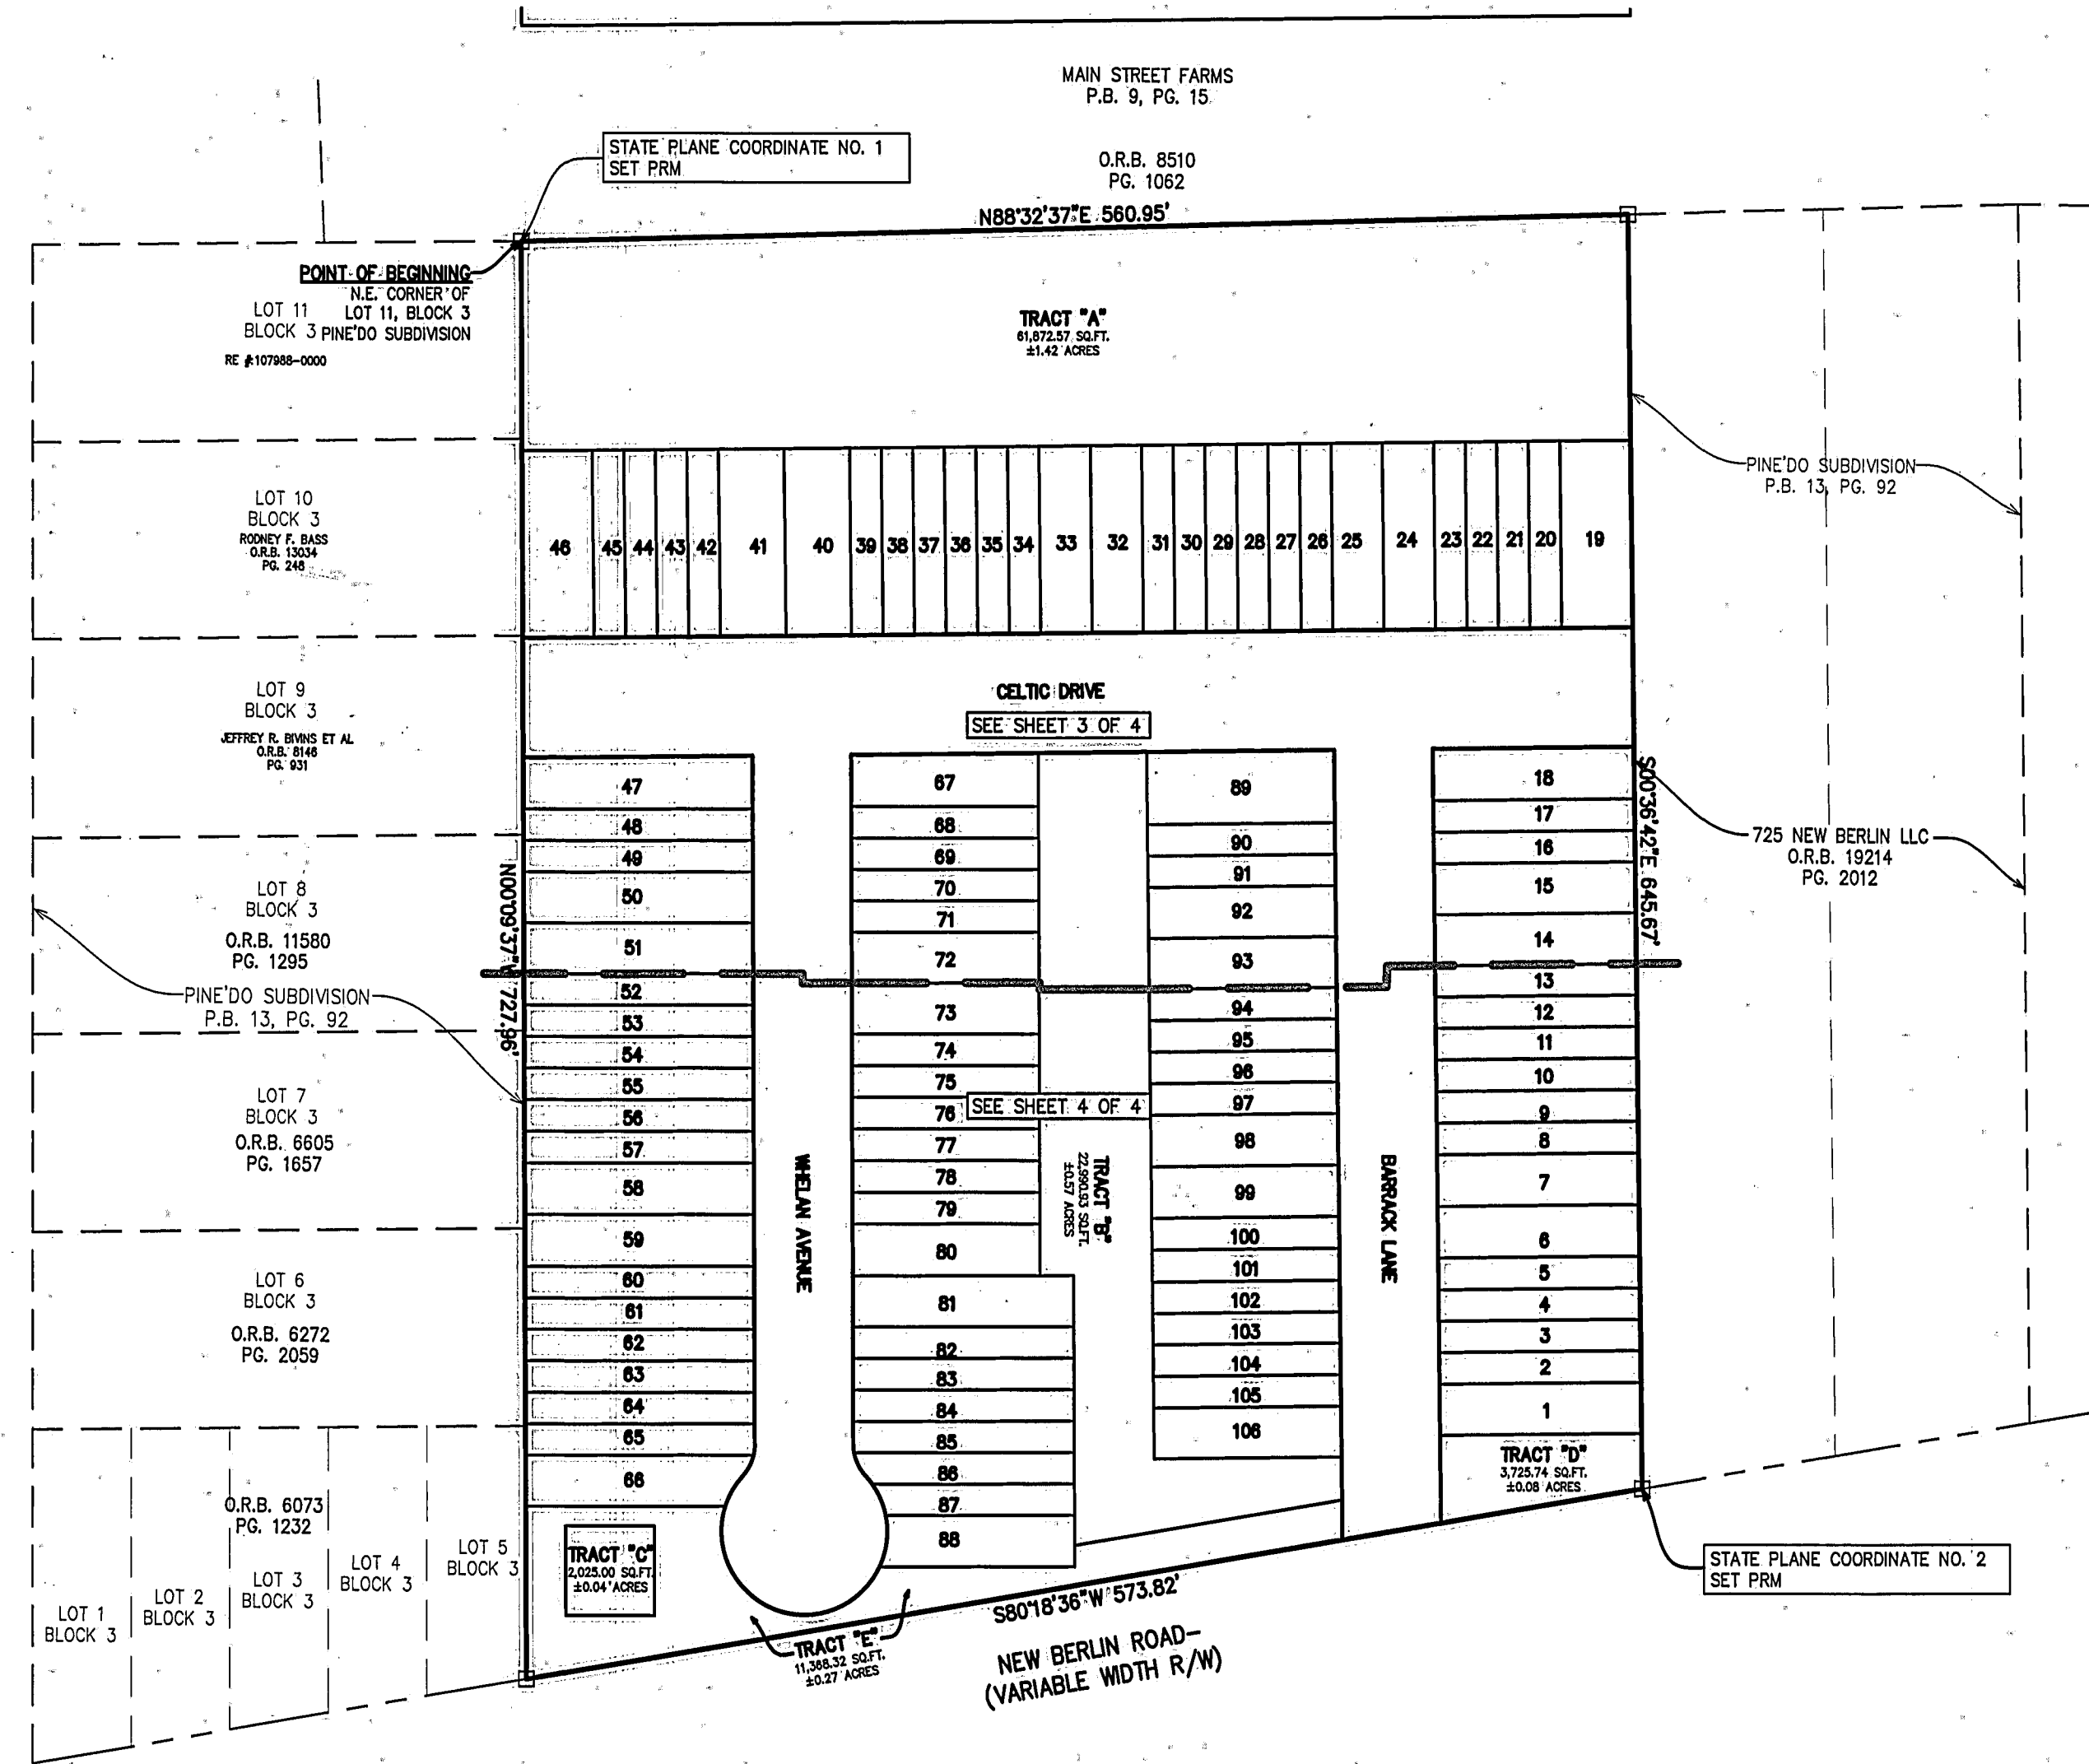 MAIN STREET FARMS
P.B. 9, PG. 15
STATE PLANE COORDINATE NO. 1
SET PRM
O.R.B. 8510
PG. 1062
N88°32'37"E 560.95'
POINT OF BEGINNING
N.E. CORNER OF
LOT 11, BLOCK 3
PINE'DO SUBDIVISION
LOT 11
BLOCK 3
RE #107988-0000
TRACT "A"
61,872.57 SQ.FT.
±1.42 ACRES
PINE'DO SUBDIVISION
P.B. 13, PG. 92
LOT 10
BLOCK 3
RODNEY F. BASS
O.R.B. 13034
PG. 248
46 45 44 43 42 41 40 39 38 37 36 35 34 33 32 31 30 29 28 27 26 25 24 23 22 21 20 19
LOT 9
BLOCK 3
JEFFREY R. BIVINS ET AL
O.R.B. 8146
PG. 931
CELTIC DRIVE
SEE SHEET 3 OF 4
47
48
49
50
51
52
53
54
55
56
57
58
59
60
61
62
63
64
65
66
67
68
69
70
71
72
73
74
75
76
77
78
79
80
81
82
83
84
85
86
87
88
89
90
91
92
93
94
95
96
97
98
99
100
101
102
103
104
105
106
18
17
16
15
14
13
12
11
10
9
8
7
6
5
4
3
2
1
S00°36'42"E 645.67'
725 NEW BERLIN LLC
O.R.B. 19214
PG. 2012
N00°09'37"W 727.96'
LOT 8
BLOCK 3
O.R.B. 11580
PG. 1295
PINE'DO SUBDIVISION
P.B. 13, PG. 92
LOT 7
BLOCK 3
O.R.B. 6605
PG. 1657
SEE SHEET 4 OF 4
WHELAN AVENUE
TRACT "B"
22,990.93 SQ.FT.
±0.57 ACRES
BARRACK LANE
LOT 6
BLOCK 3
O.R.B. 6272
PG. 2059
O.R.B. 6073
PG. 1232
LOT 1
BLOCK 3
LOT 2
BLOCK 3
LOT 3
BLOCK 3
LOT 4
BLOCK 3
LOT 5
BLOCK 3
TRACT "C"
2,025.00 SQ.FT.
±0.04 ACRES
TRACT "D"
3,725.74 SQ.FT.
±0.08 ACRES
TRACT "E"
11,368.32 SQ.FT.
±0.27 ACRES
S80°18'36"W 573.82'
NEW BERLIN ROAD-
(VARIABLE WIDTH R/W)
STATE PLANE COORDINATE NO. 2
SET PRM